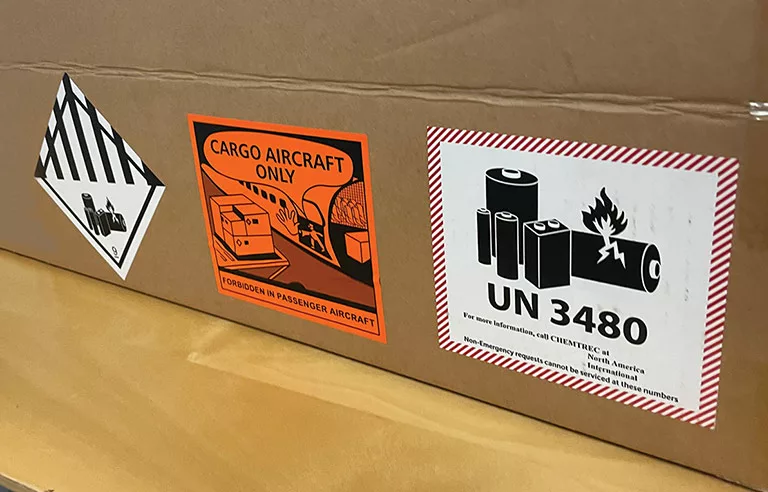 9
CARGO AIRCRAFT
ONLY
FORBIDDEN IN PASSENGER AIRCRAFT
UN 3480
For more information, call CHEMTREC at
North America
International
Non-Emergency requests cannot be serviced at these numbers